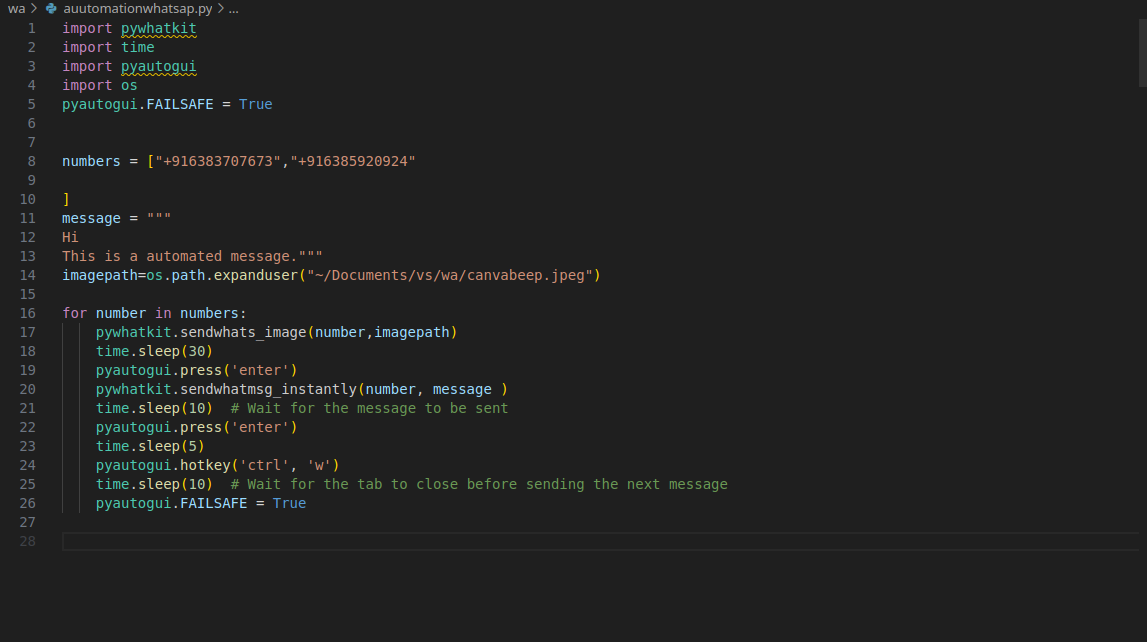 wa > auutomationwhatsap.py > ...
1 import pywhatkit
2 import time
3 import pyautogui
4 import os
5 pyautogui.FAILSAFE = True
6
7
8 numbers = ["+916383707673","+916385920924"
9
10 ]
11 message = """
12 Hi
13 This is a automated message."""
14 imagepath=os.path.expanduser("~/Documents/vs/wa/canvabeep.jpeg")
15
16 for number in numbers:
17     pywhatkit.sendwhats_image(number,imagepath)
18     time.sleep(30)
19     pyautogui.press('enter')
20     pywhatkit.sendwhatmsg_instantly(number, message )
21     time.sleep(10)  # Wait for the message to be sent
22     pyautogui.press('enter')
23     time.sleep(5)
24     pyautogui.hotkey('ctrl', 'w')
25     time.sleep(10)  # Wait for the tab to close before sending the next message
26     pyautogui.FAILSAFE = True
27
28